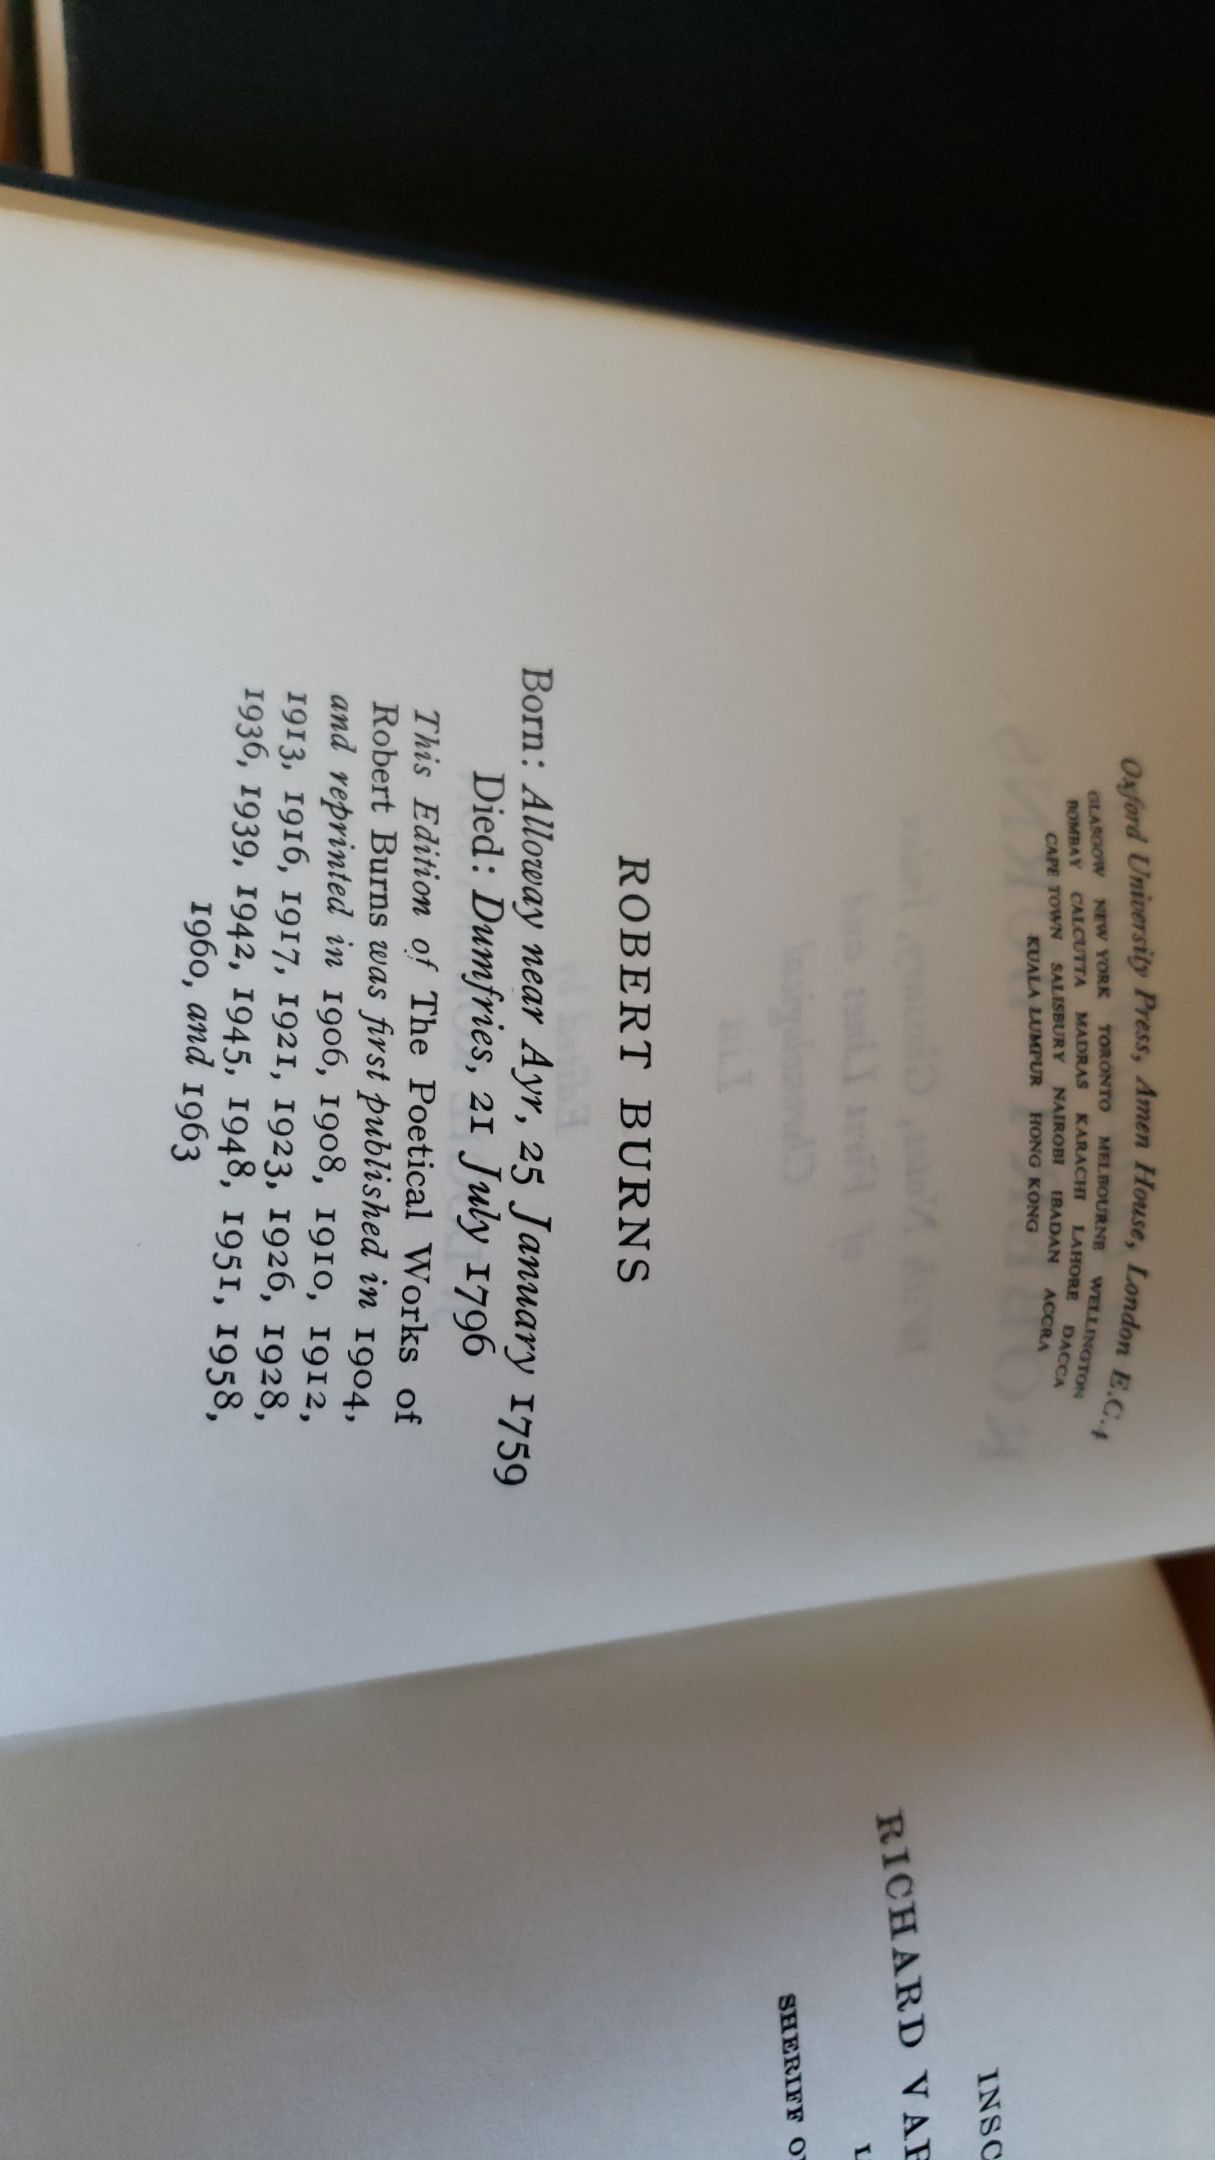 Oxford University Press, Amen House, London E.C.4
GLASGOW NEW YORK TORONTO MELBOURNE WELLINGTON
BOMBAY CALCUTTA MADRAS KARACHI LAHORE DACCA
CAPE TOWN SALISBURY NAIROBI IBADAN ACCRA
KUALA LUMPUR HONG KONG
ROBERT BURNS
Born: Alloway near Ayr, 25 January 1759
Died: Dumfries, 21 July 1796
This Edition of The Poetical Works of
Robert Burns was first published in 1904,
and reprinted in 1906, 1908, 1910, 1912,
1913, 1916, 1917, 1921, 1923, 1926, 1928,
1936, 1939, 1942, 1945, 1948, 1951, 1958,
1960, and 1963
INSC
RICHARD VAR
L
SHERIFF O